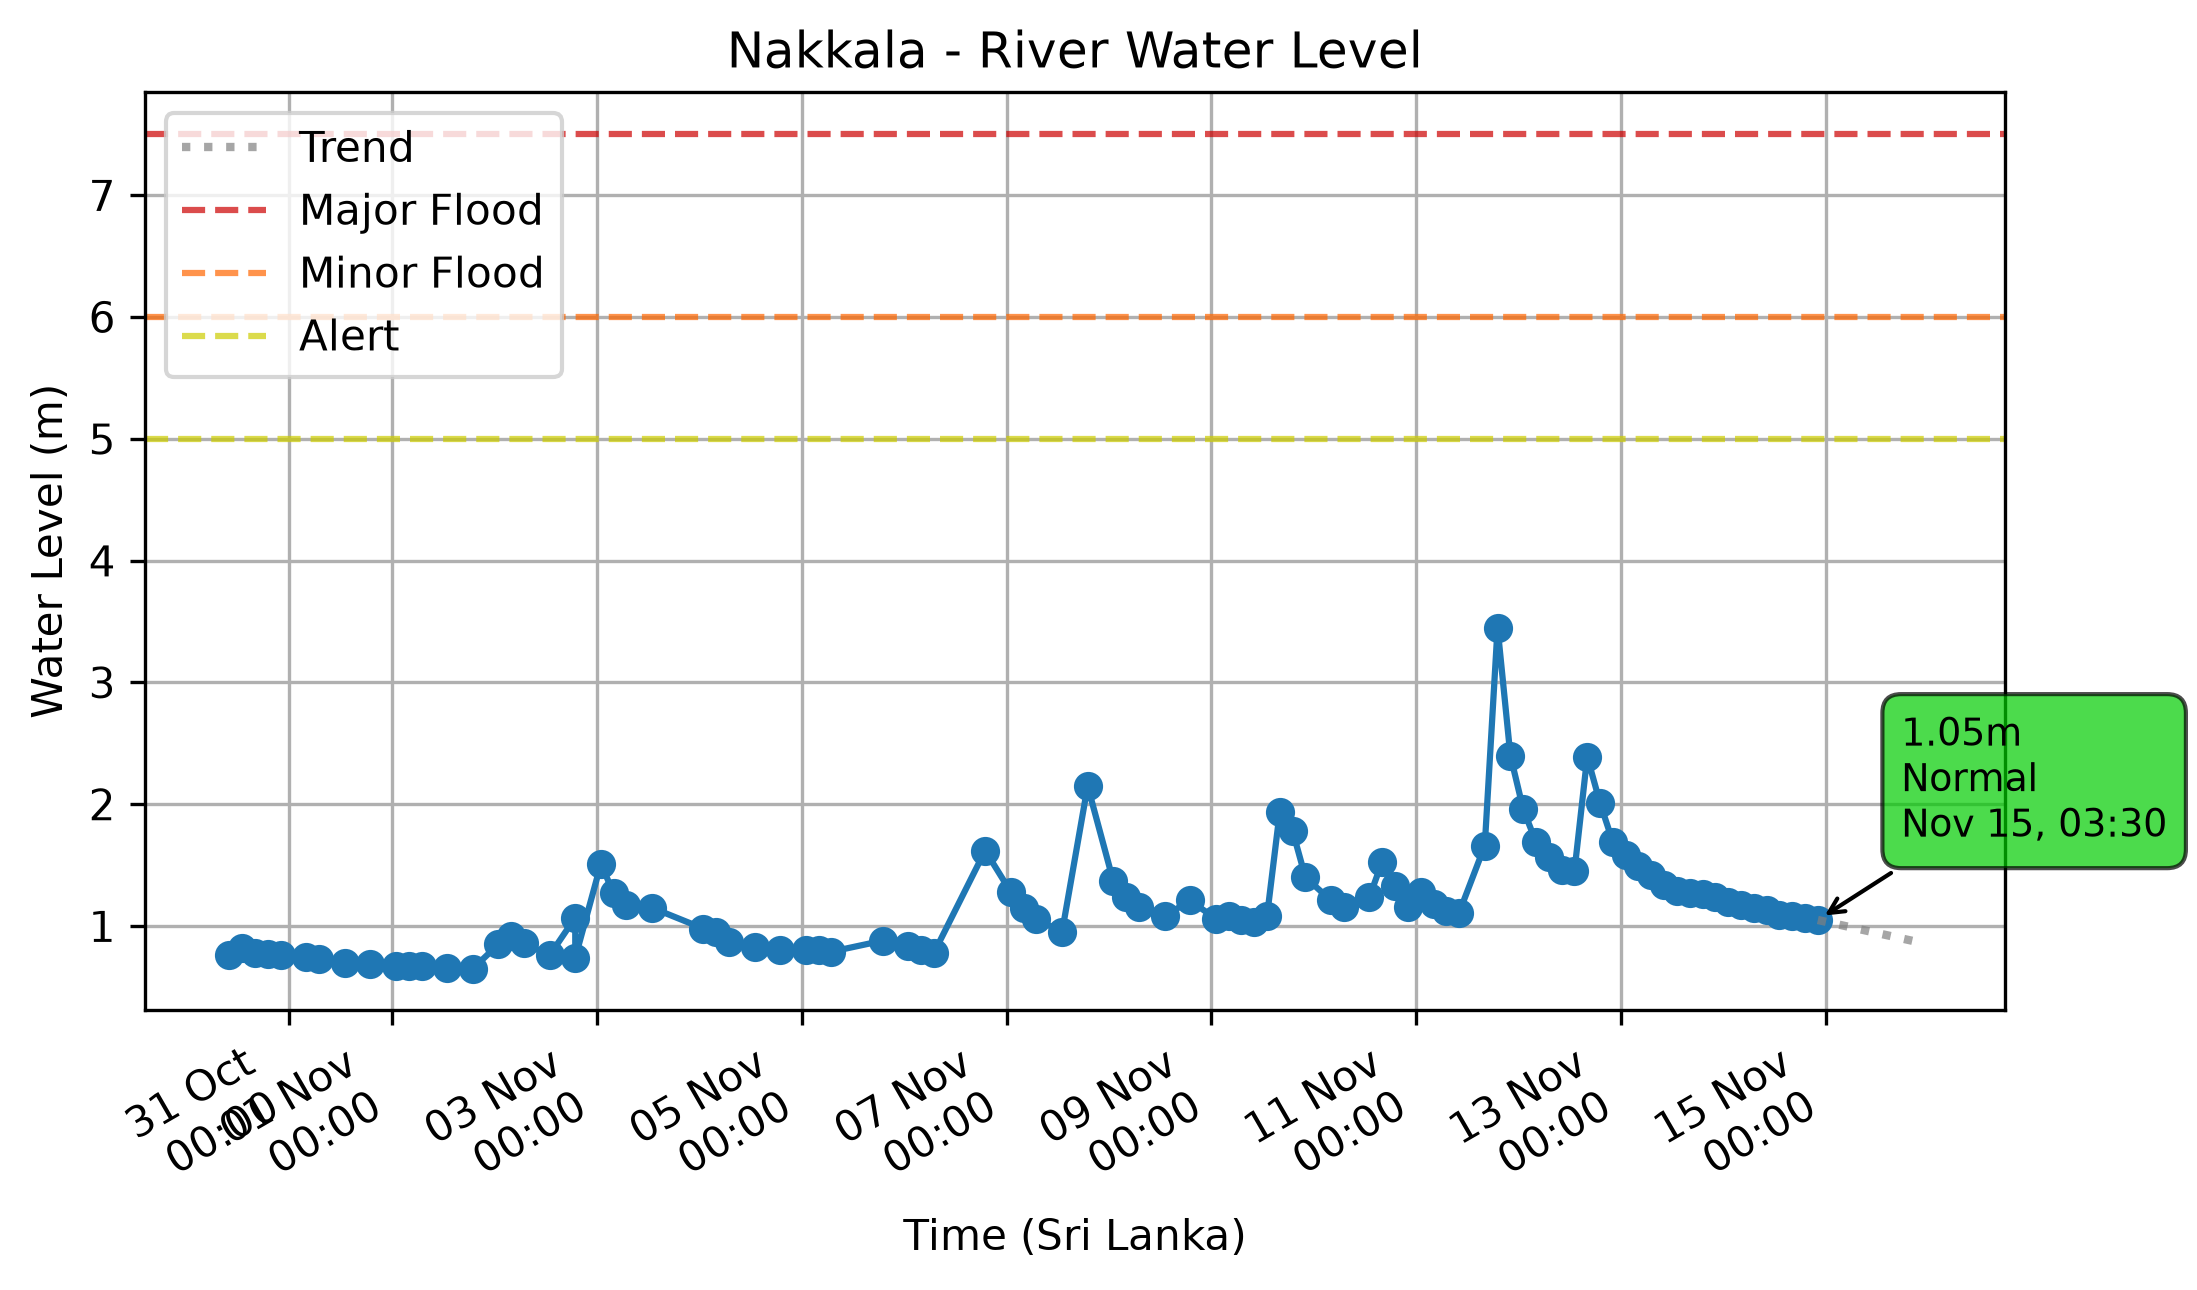 Nakkala - River Water Level
Trend
Major Flood
Minor Flood
Alert
7
6
5
4
3
2
1
Water Level (m)
1.05m
Normal
Nov 15, 03:30
31 Oct
00:00
01 Nov
00:00
03 Nov
00:00
05 Nov
00:00
07 Nov
00:00
09 Nov
00:00
11 Nov
00:00
13 Nov
00:00
15 Nov
00:00
Time (Sri Lanka)